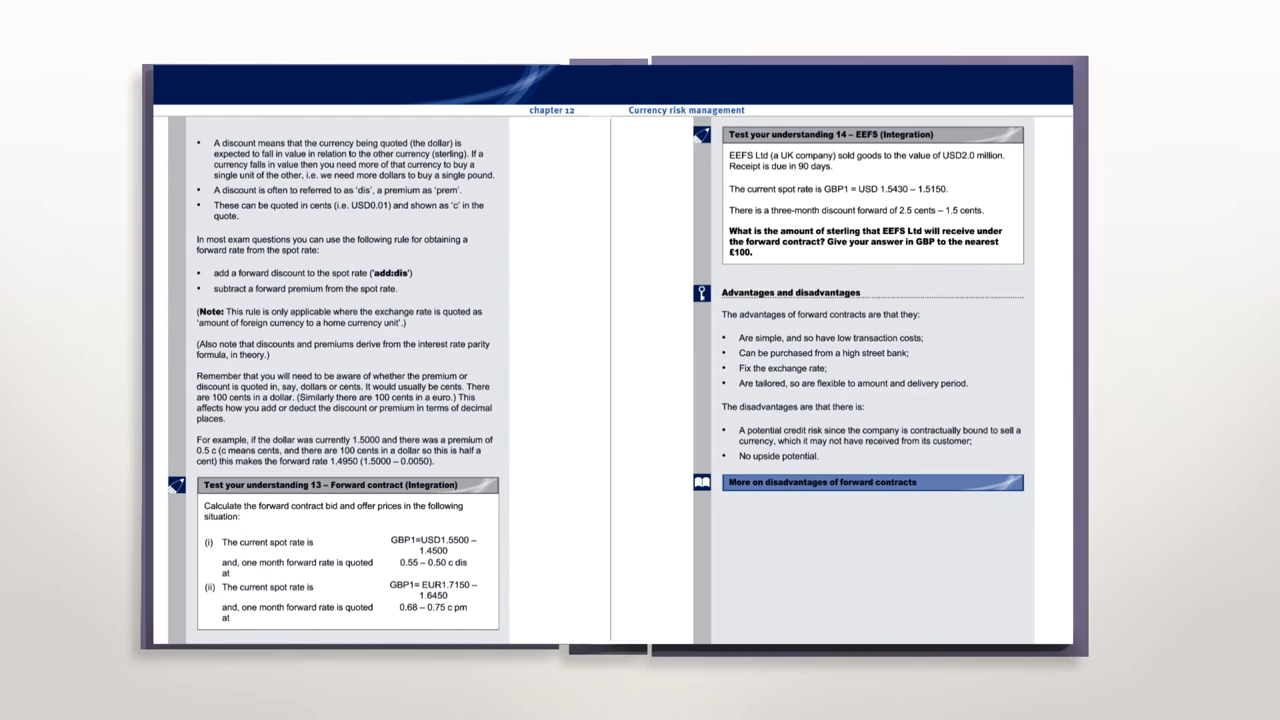 chapter 12
• A discount means that the currency being quoted (the dollar) is
expected to fall in value in relation to the other currency (sterling). If a
currency falls in value then you need more of that currency to buy a
single unit of the other, i.e. we need more dollars to buy a single pound.
• A discount is often to referred to as 'dis', a premium as 'prem'.
• These can be quoted in cents (i.e. USD0.01) and shown as 'c' in the
quote.
In most exam questions you can use the following rule for obtaining a
forward rate from the spot rate:
• add a forward discount to the spot rate ('add:dis')
• subtract a forward premium from the spot rate.
(Note: This rule is only applicable where the exchange rate is quoted as
'amount of foreign currency to a home currency unit'.)
(Also note that discounts and premiums derive from the interest rate parity
formula, in theory.)
Remember that you will need to be aware of whether the premium or
discount is quoted in, say, dollars or cents. It would usually be cents. There
are 100 cents in a dollar. (Similarly there are 100 cents in a euro.) This
affects how you add or deduct the discount or premium in terms of decimal
places.
For example, if the dollar was currently 1.5000 and there was a premium of
0.5 c (c means cents, and there are 100 cents in a dollar so this is half a
cent) this makes the forward rate 1.4950 (1.5000 – 0.0050).
Test your understanding 13 – Forward contract (Integration)
Calculate the forward contract bid and offer prices in the following
situation:
(i) The current spot rate is GBP1=USD1.5500 –
1.4500
and, one month forward rate is quoted 0.55 – 0.50 c dis
at
(ii) The current spot rate is GBP1= EUR1.7150 –
1.6450
and, one month forward rate is quoted 0.68 – 0.75 c pm
at
Currency risk management
Test your understanding 14 – EEFS (Integration)
EEFS Ltd (a UK company) sold goods to the value of USD2.0 million.
Receipt is due in 90 days.
The current spot rate is GBP1 = USD 1.5430 – 1.5150.
There is a three-month discount forward of 2.5 cents – 1.5 cents.
What is the amount of sterling that EEFS Ltd will receive under
the forward contract? Give your answer in GBP to the nearest
£100.
Advantages and disadvantages
The advantages of forward contracts are that they:
• Are simple, and so have low transaction costs;
• Can be purchased from a high street bank;
• Fix the exchange rate;
• Are tailored, so are flexible to amount and delivery period.
The disadvantages are that there is:
• A potential credit risk since the company is contractually bound to sell a
currency, which it may not have received from its customer;
• No upside potential.
More on disadvantages of forward contracts